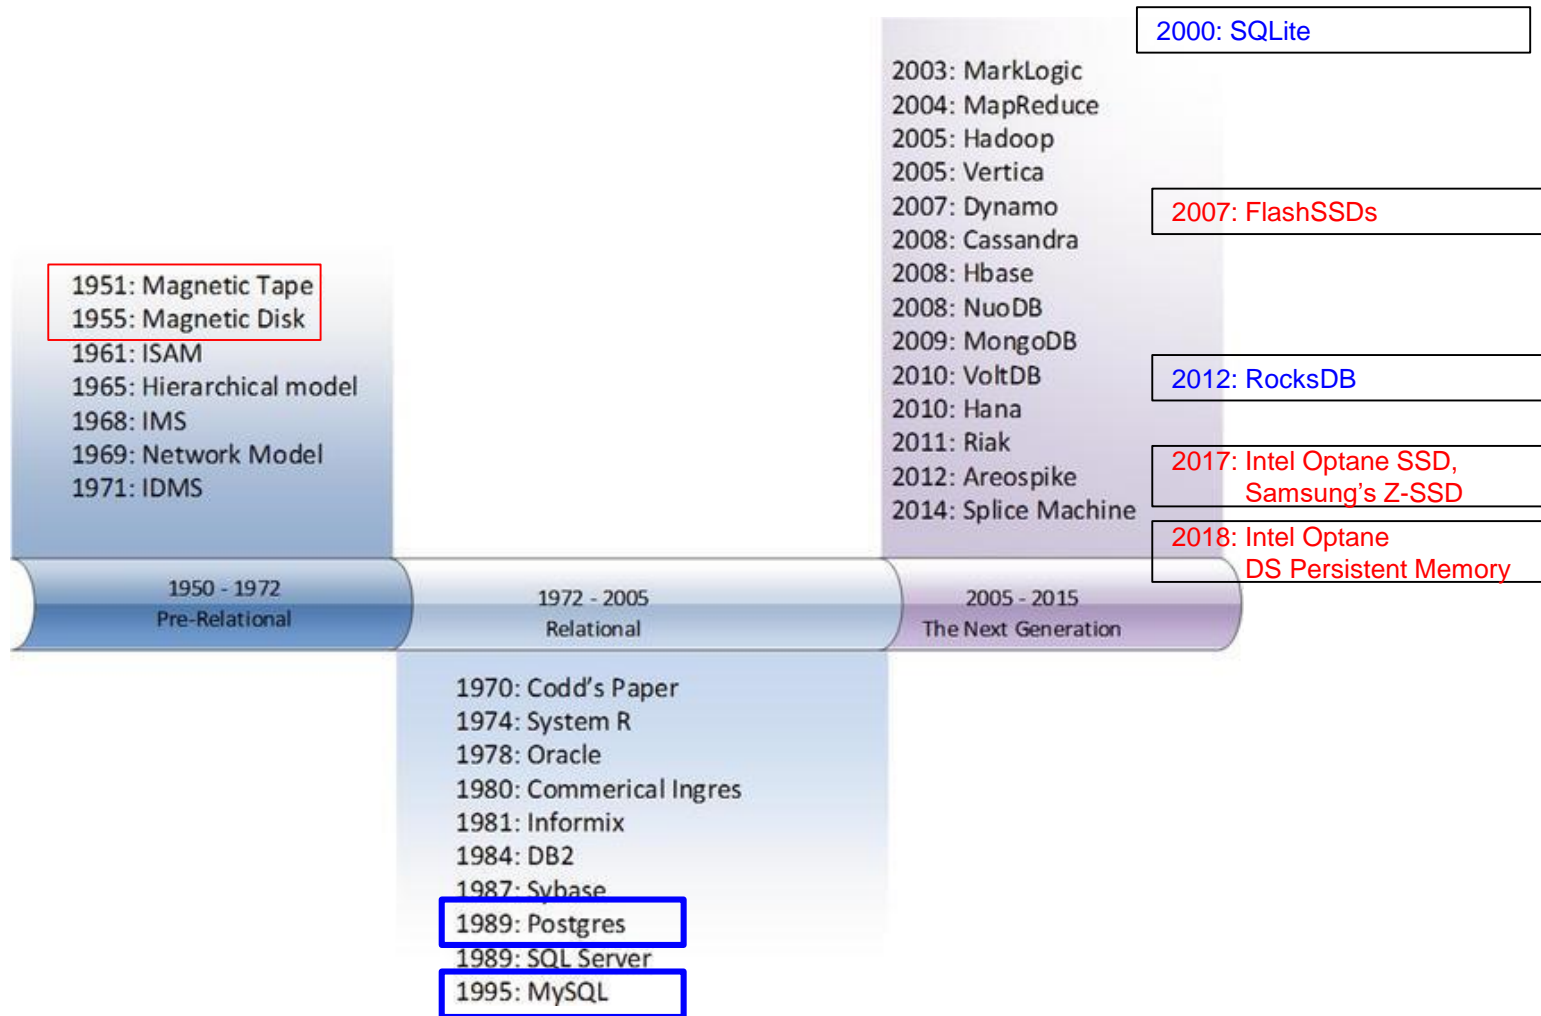 1951: Magnetic Tape
1955: Magnetic Disk
1961: ISAM
1965: Hierarchical model
1968: IMS
1969: Network Model
1971: IDMS
1950 - 1972
Pre-Relational
1972 - 2005
Relational
1970: Codd's Paper
1974: System R
1978: Oracle
1980: Commerical Ingres
1981: Informix
1984: DB2
1987: Sybase
1989: Postgres
1989: SQL Server
1995: MySQL
2003: MarkLogic
2004: MapReduce
2005: Hadoop
2005: Vertica
2007: Dynamo
2008: Cassandra
2008: Hbase
2008: NuoDB
2009: MongoDB
2010: VoltDB
2010: Hana
2011: Riak
2012: Areospike
2014: Splice Machine
2005 - 2015
The Next Generation
2000: SQLite
2007: FlashSSDs
2012: RocksDB
2017: Intel Optane SSD,
Samsung's Z-SSD
2018: Intel Optane
DS Persistent Memory